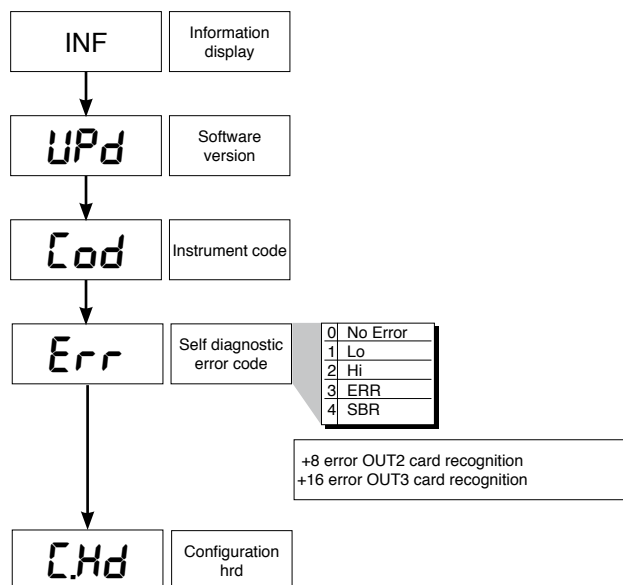 INF
Information
display
UPd
Software
version
Cod
Instrument code
Err
Self diagnostic
error code
0 No Error
1 Lo
2 Hi
3 ERR
4 SBR
+8 error OUT2 card recognition
+16 error OUT3 card recognition
C.Hd
Configuration
hrd